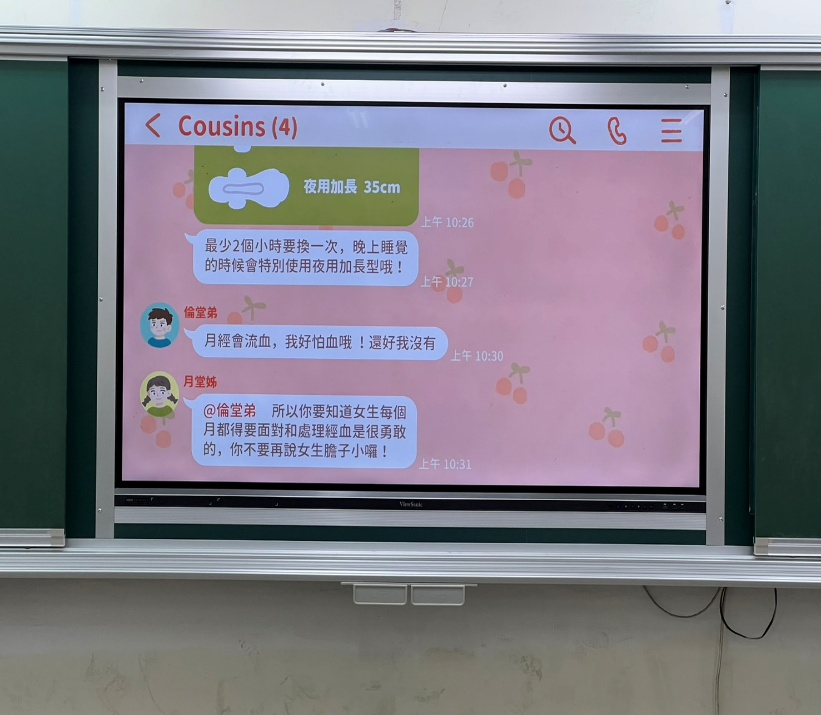 Cousins (4)
夜用加長 35cm
上午 10:26
最少2個小時要換一次，晚上睡覺
的時候會特別使用夜用加長型哦！
上午 10:27
倫堂弟
月經會流血，我好怕血哦！還好我沒有
上午 10:30
月堂姊
@倫堂弟 所以你要知道女生每個
月都得要面對和處理經血是很勇敢
的，你不要再說女生膽子小囉！
上午 10:31
ViewSonic